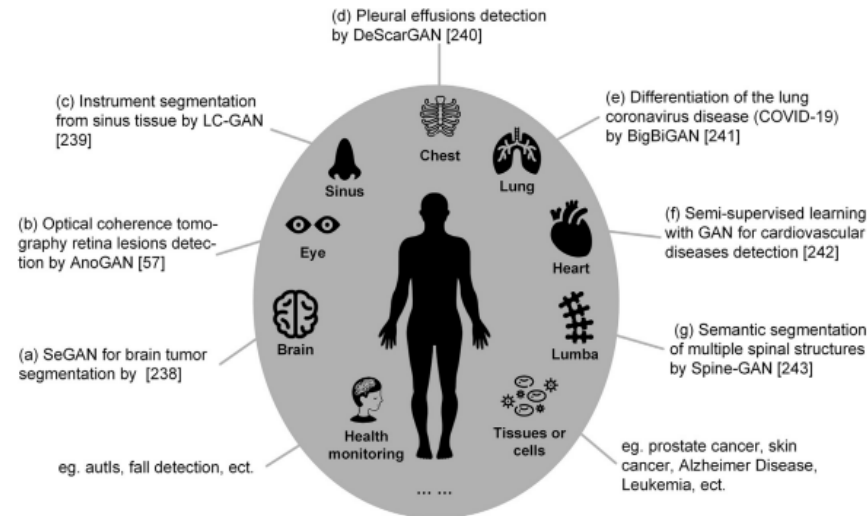 (d) Pleural effusions detection
by DeScarGAN [240]
(c) Instrument segmentation
from sinus tissue by LC-GAN
[239]
(e) Differentiation of the lung
coronavirus disease (COVID-19)
by BigBiGAN [241]
Chest
Lung
Sinus
(b) Optical coherence tomo-
graphy retina lesions detec-
tion by AnoGAN [57]
Eye
(f) Semi-supervised learning
with GAN for cardiovascular
diseases detection [242]
Heart
(a) SeGAN for brain tumor
segmentation by [238]
Brain
(g) Semantic segmentation
of multiple spinal structures
by Spine-GAN [243]
Lumba
Health
monitoring
Tissues or
cells
eg. autIs, fall detection, ect.
eg. prostate cancer, skin
cancer, Alzheimer Disease,
Leukemia, ect.
... ...